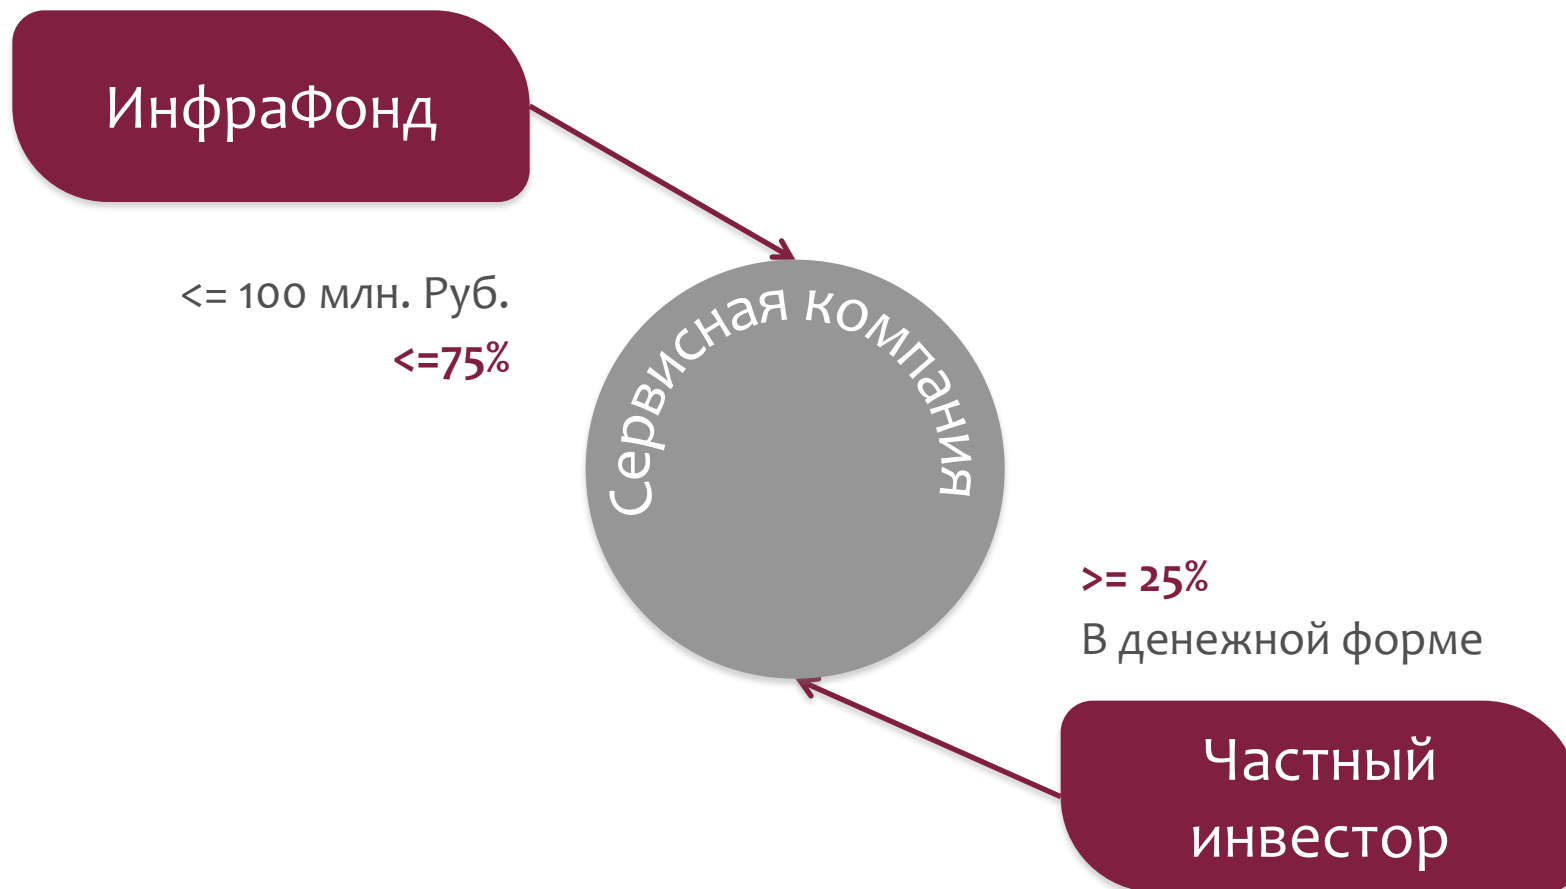 ИнфраФонд
<= 100 млн. Руб.
<=75%
Сервисная компания
>= 25%
В денежной форме
Частный
инвестор